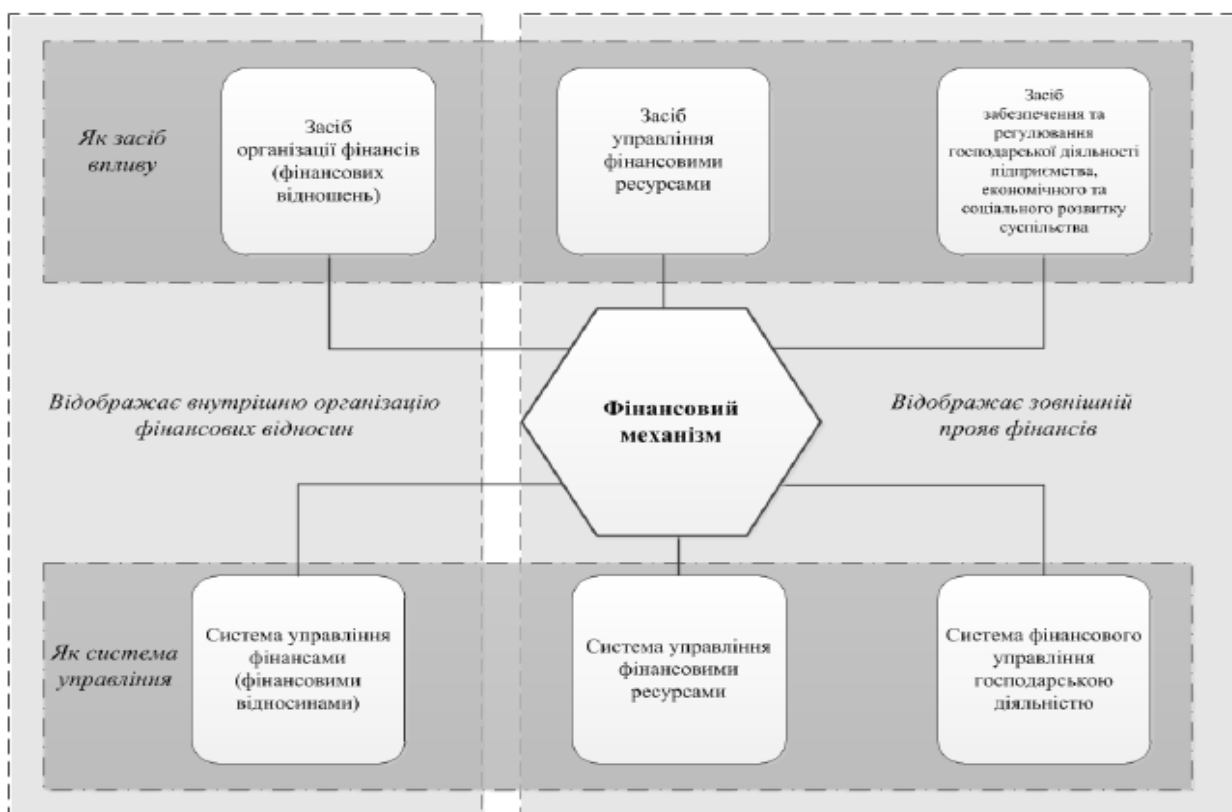 Як засіб
впливу
Засіб
організації фінансів
(фінансових
відношень)
Засіб
управління
фінансовими
ресурсами
Засіб
забезпечення та
регулювання
господарської діяльності
підприємства,
економічного та
соціального розвитку
суспільства
Відображає внутрішню організацію
фінансових відносин
Фінансовий
механізм
Відображає зовнішній
прояв фінансів
Як система
управління
Система управління
фінансами
(фінансовими
відносинами)
Система управління
фінансовими
ресурсами
Система фінансового
управління
господарською
діяльністю